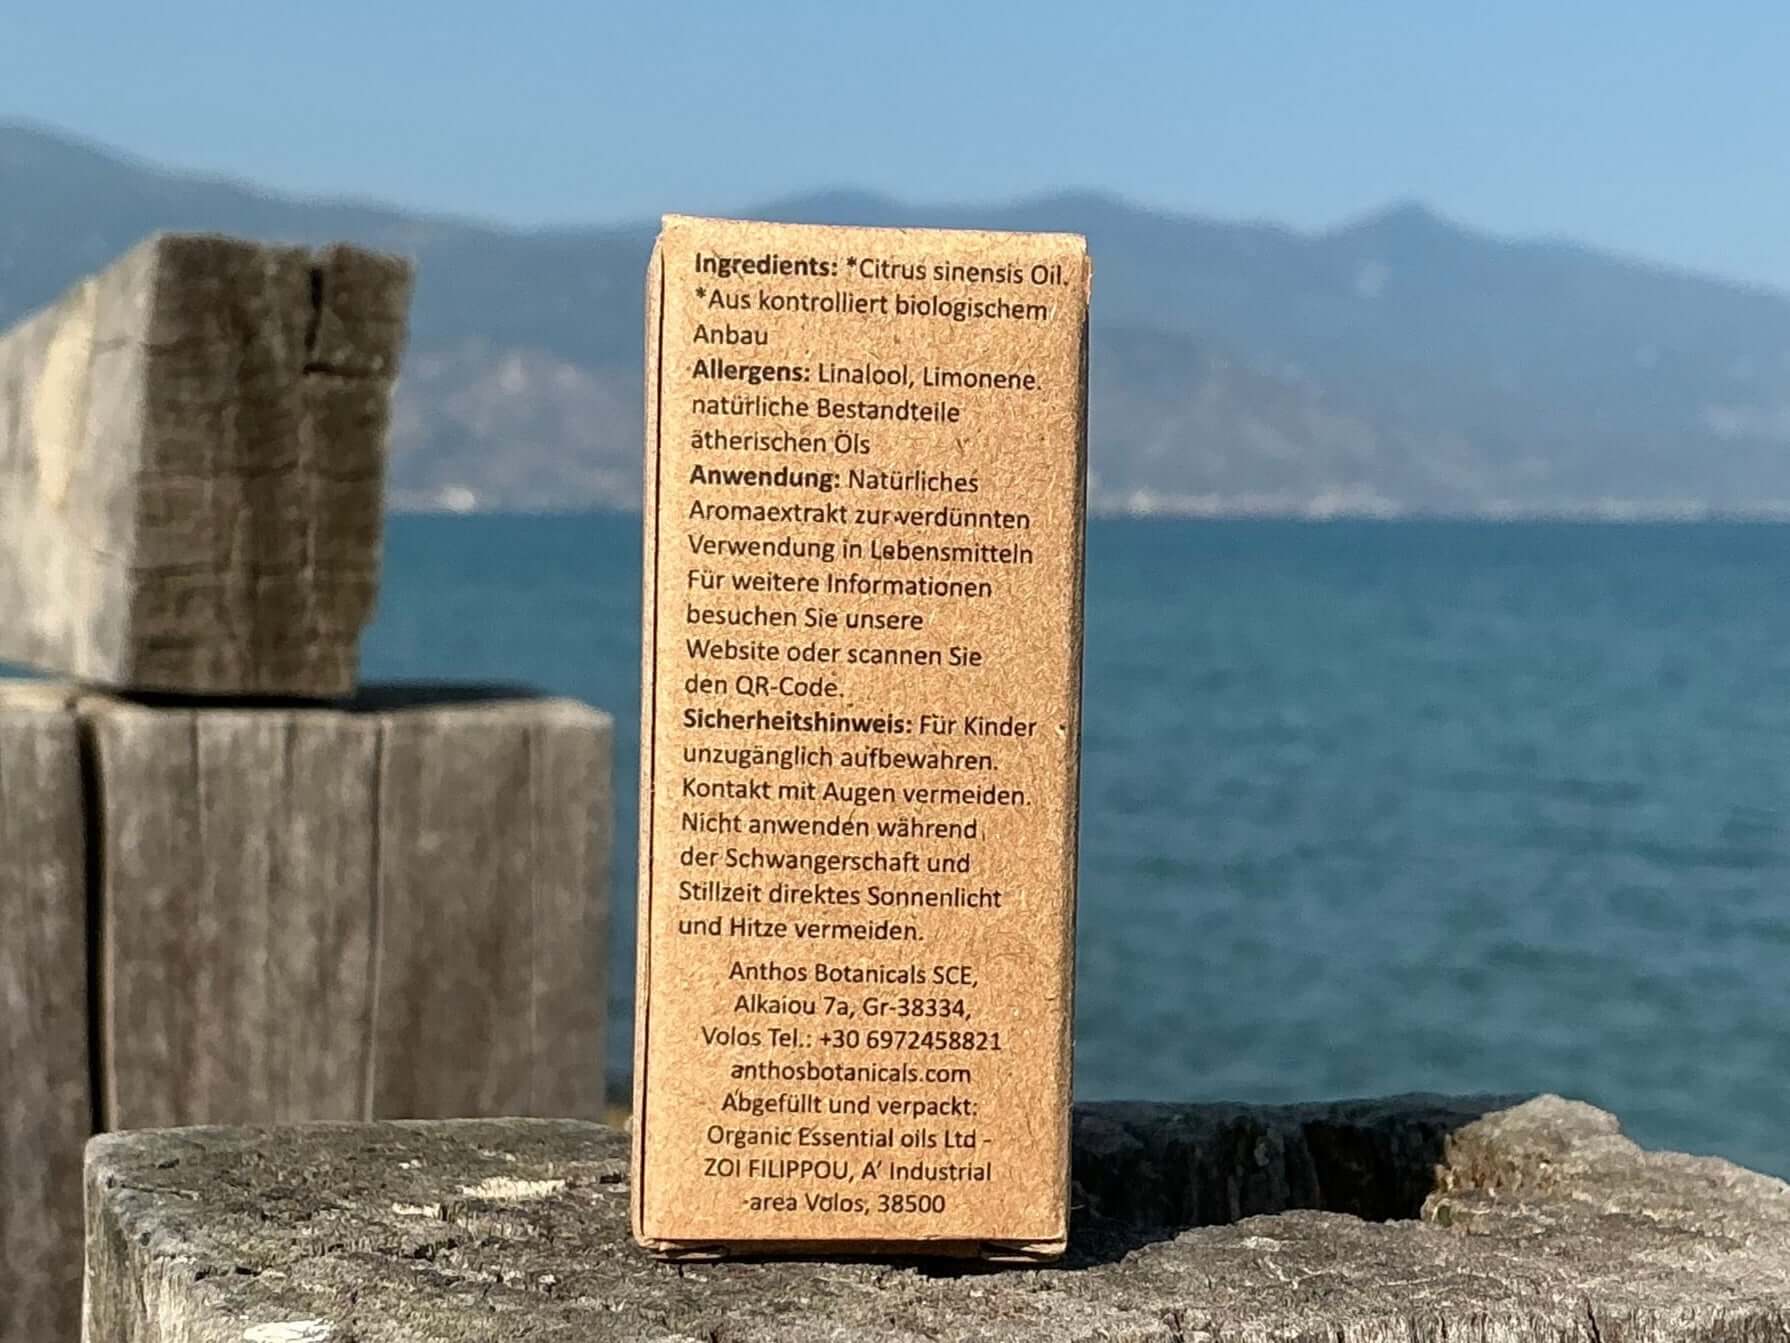 Ingredients: *Citrus sinensis Oil.
*Aus kontrolliert biologischem
Anbau
Allergens: Linalool, Limonene.
natürliche Bestandteile
ätherischen Öls
Anwendung: Natürliches
Aromaextrakt zur verdünnten
Verwendung in Lebensmitteln
Für weitere Informationen
besuchen Sie unsere
Website oder scannen Sie
den QR-Code.
Sicherheitshinweis: Für Kinder
unzugänglich aufbewahren.
Kontakt mit Augen vermeiden.
Nicht anwenden während
der Schwangerschaft und
Stillzeit direktes Sonnenlicht
und Hitze vermeiden.
Anthos Botanicals SCE,
Alkaiou 7a, Gr-38334,
Volos Tel.: +30 6972458821
anthosbotanicals.com
Abgefüllt und verpackt:
Organic Essential oils Ltd -
ZOI FILIPPOU, A' Industrial
area Volos, 38500